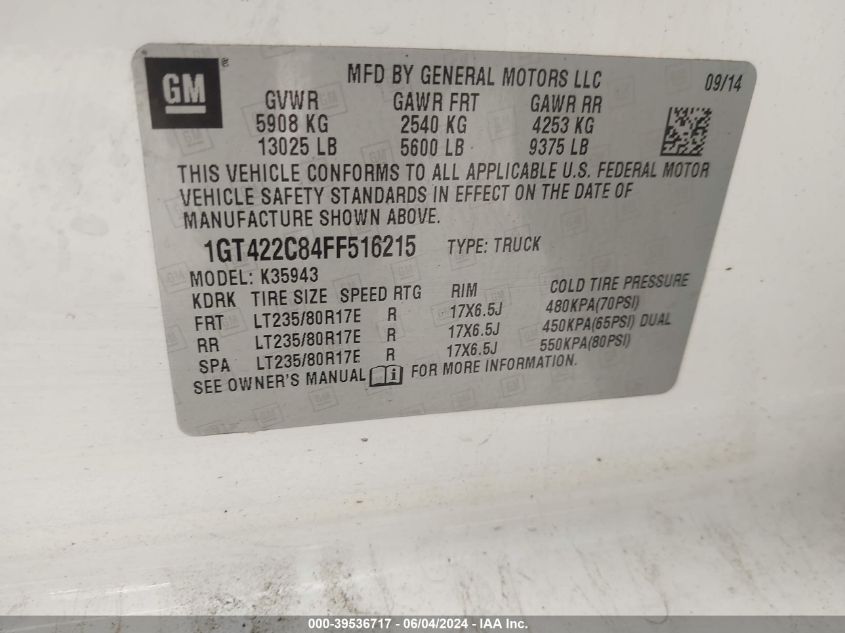 GM®
MFD BY GENERAL MOTORS LLC 09/14
GVWR GAWR FRT GAWR RR
5908 KG 2540 KG 4253 KG
13025 LB 5600 LB 9375 LB
THIS VEHICLE CONFORMS TO ALL APPLICABLE U.S. FEDERAL MOTOR
VEHICLE SAFETY STANDARDS IN EFFECT ON THE DATE OF
MANUFACTURE SHOWN ABOVE.
1GT422C84FF516215 TYPE: TRUCK
MODEL: K35943
KDRK TIRE SIZE SPEED RTG RIM COLD TIRE PRESSURE
FRT LT235/80R17E R 17X6.5J 480KPA(70PSI)
RR LT235/80R17E R 17X6.5J 450KPA(65PSI) DUAL
SPA LT235/80R17E R 17X6.5J 550KPA(80PSI)
SEE OWNER'S MANUAL i FOR MORE INFORMATION.
000-39536717 - 06/04/2024 - IAA Inc.